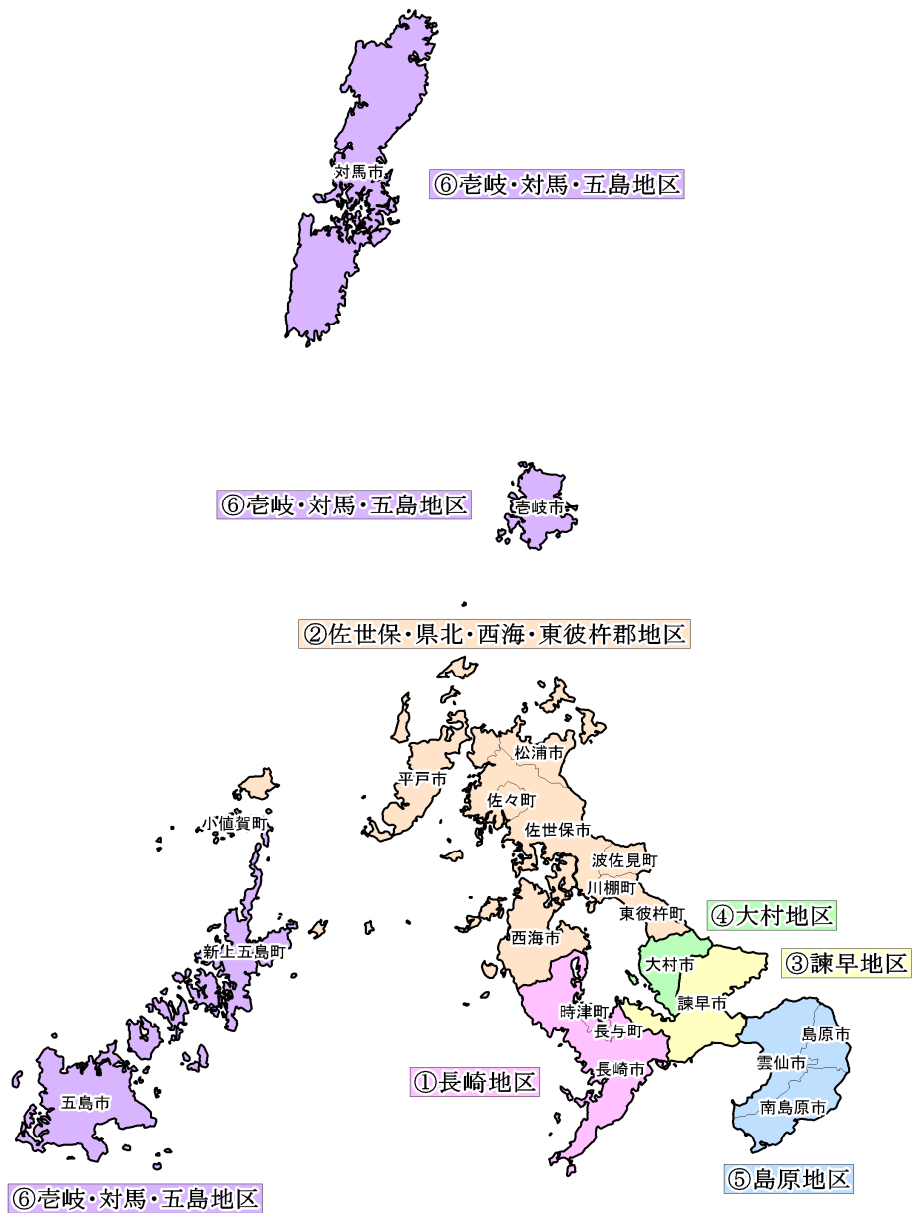 対馬市
⑥壱岐・対馬・五島地区
⑥壱岐・対馬・五島地区
壱岐市
②佐世保・県北・西海・東彼杵郡地区
松浦市
平戸市
佐々町
小値賀町
佐世保市
波佐見町
川棚町
東彼杵町
④大村地区
西海市
新上五島町
大村市
③諫早地区
諫早市
時津町
長与町
島原市
雲仙市
長崎市
①長崎地区
五島市
南島原市
⑤島原地区
⑥壱岐・対馬・五島地区